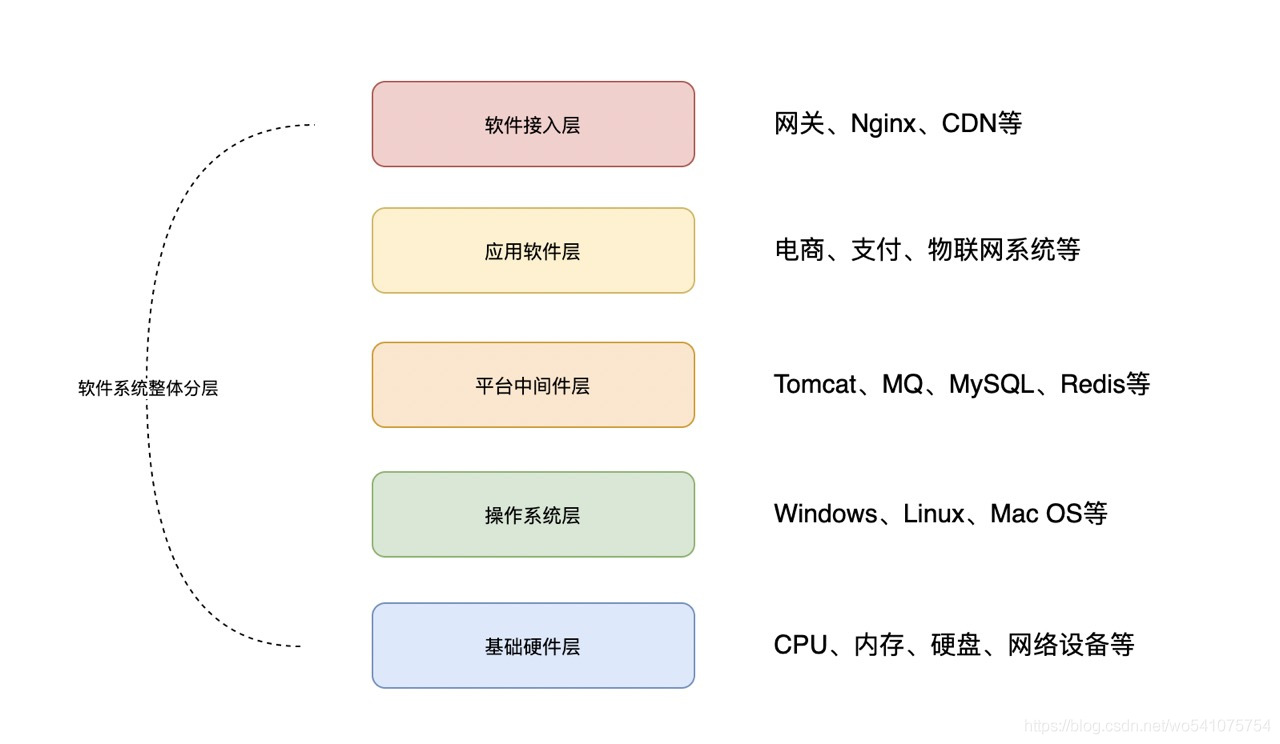 软件接入层
网关、Nginx、CDN等
应用软件层
电商、支付、物联网系统等
软件系统整体分层
平台中间件层
Tomcat、MQ、MySQL、Redis等
操作系统层
Windows、Linux、Mac OS等
基础硬件层
CPU、内存、硬盘、网络设备等
https://blog.csdn.net/wo541075754